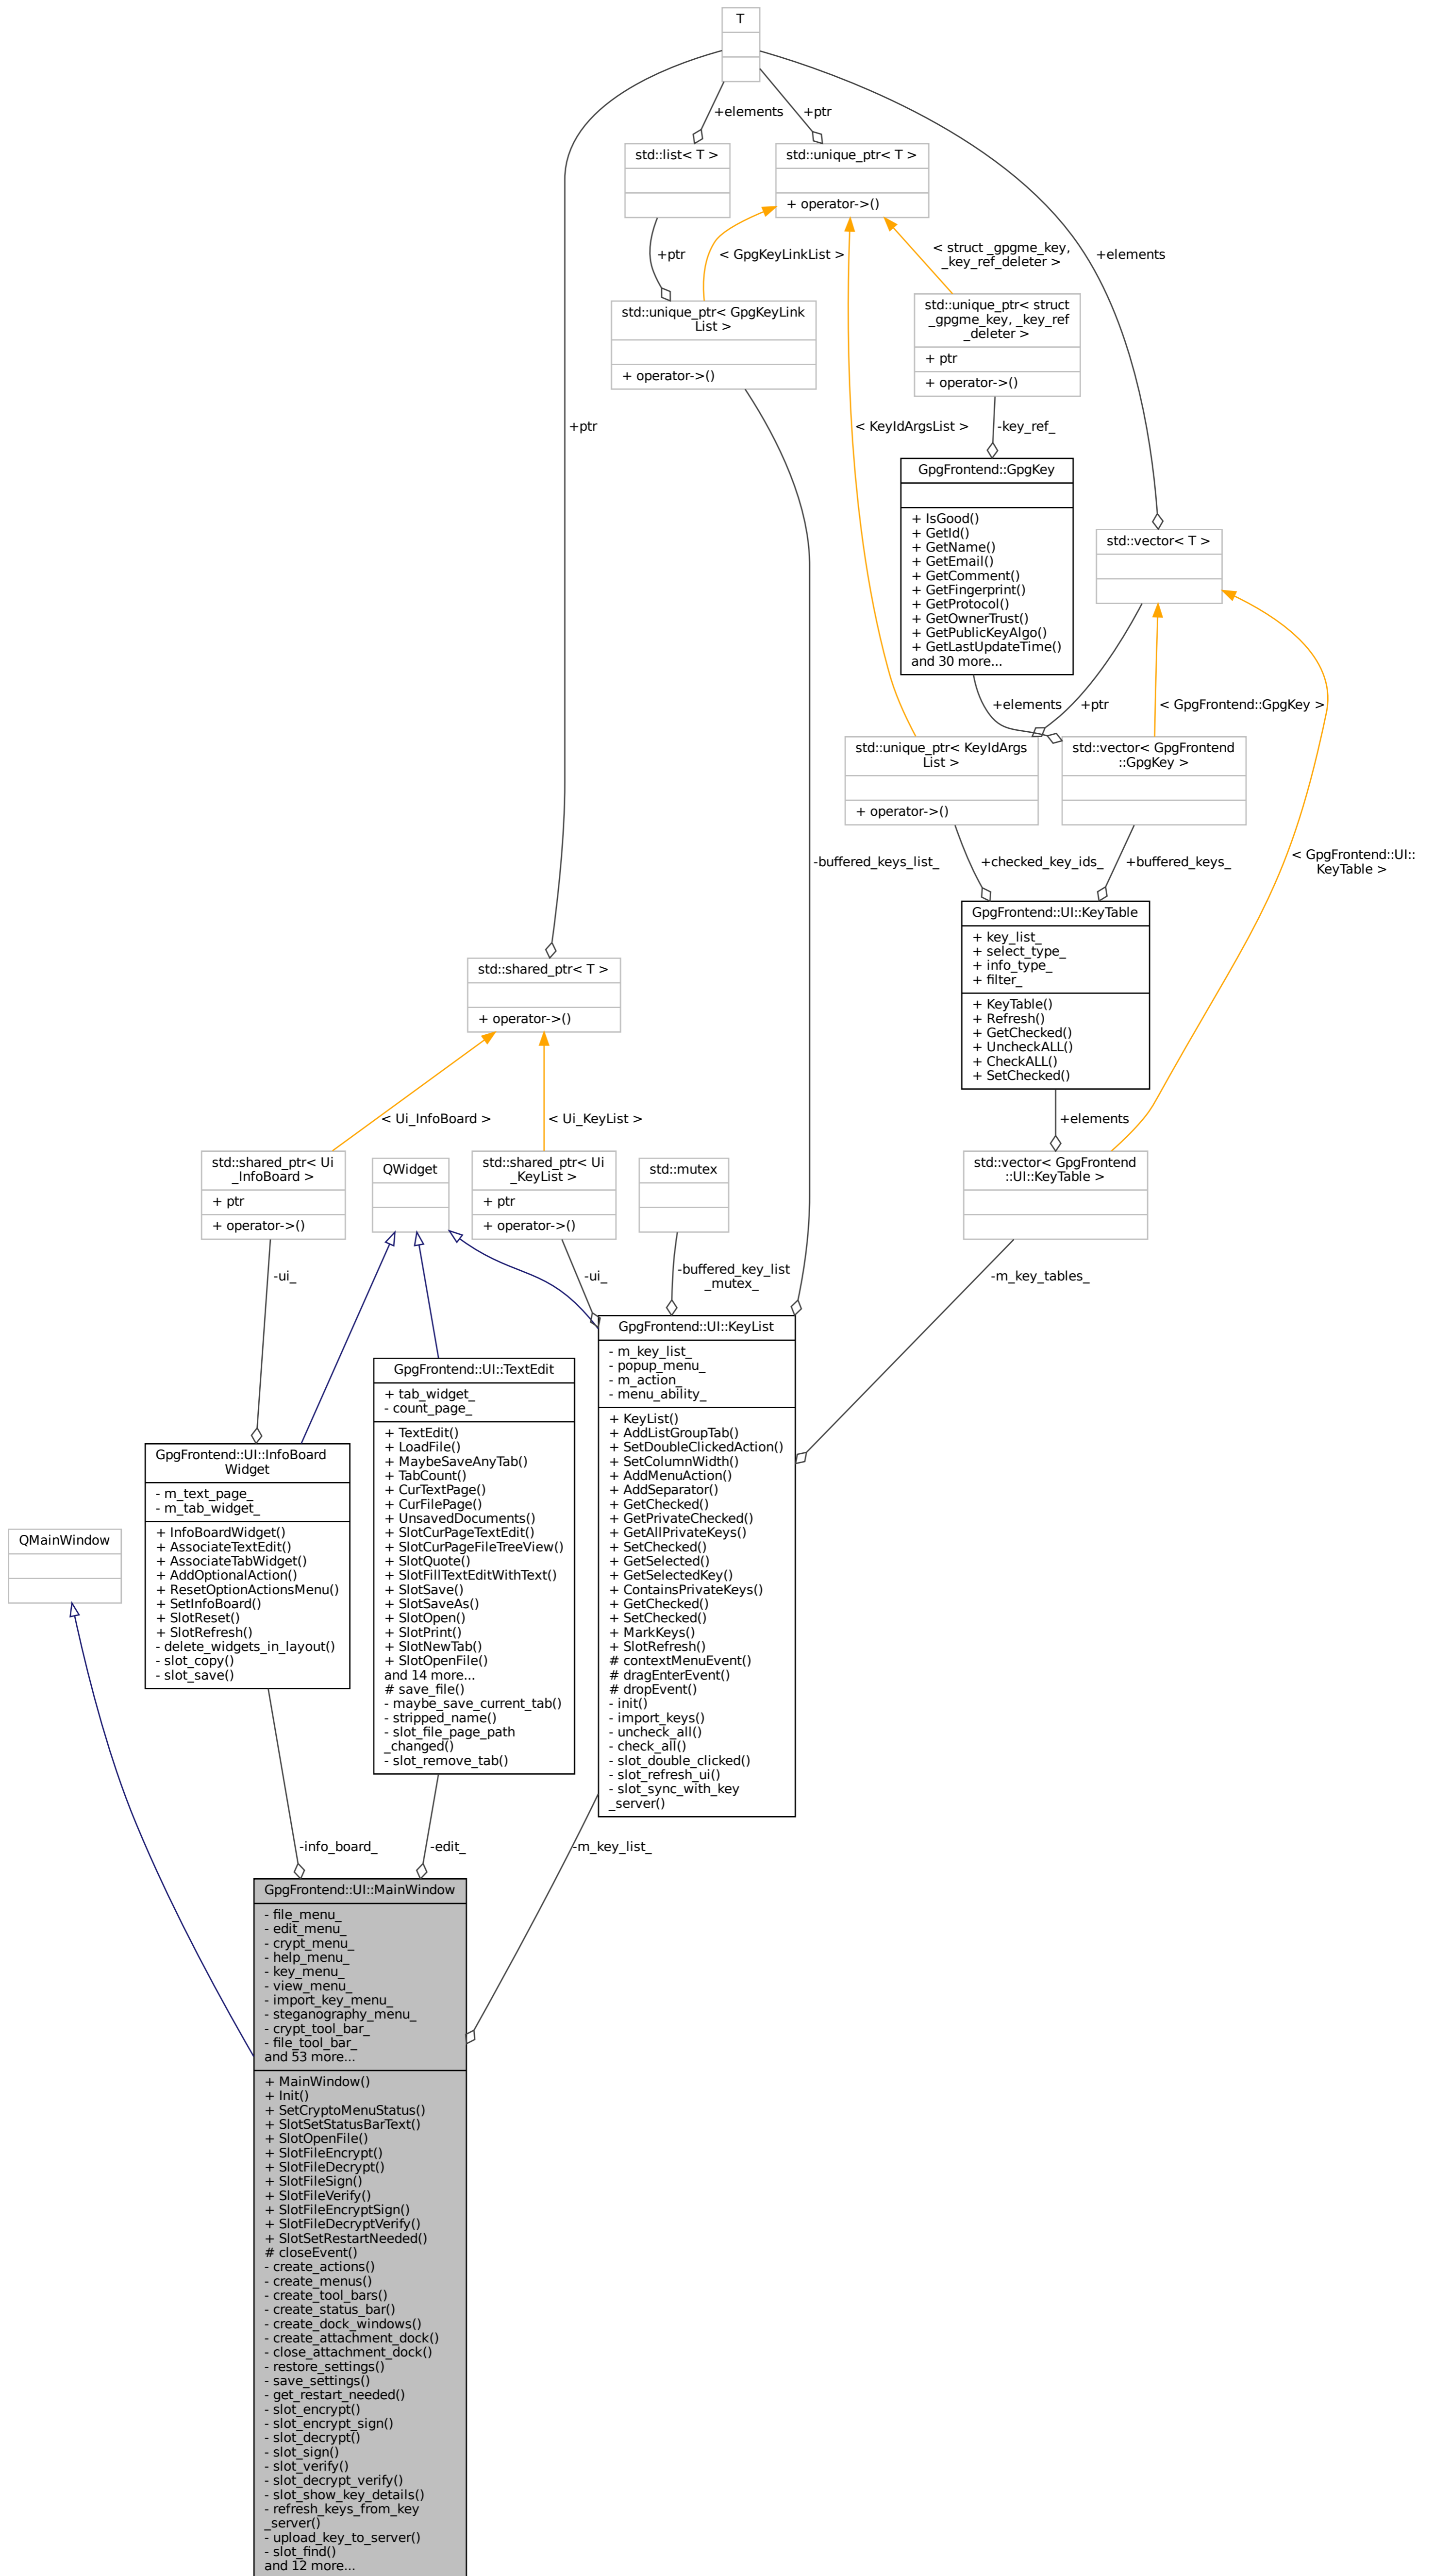 T
+elements
+ptr
std::list< T >
std::unique_ptr< T >
+ operator->()
+ptr
< GpgKeyLinkList >
< struct _gpgme_key,
_key_ref_deleter >
+elements
std::unique_ptr< GpgKeyLink
List >
+ operator->()
std::unique_ptr< struct
_gpgme_key, _key_ref
_deleter >
+ ptr
+ operator->()
+ptr
< KeyIdArgsList >
-key_ref_
GpgFrontend::GpgKey
+ IsGood()
+ GetId()
+ GetName()
+ GetEmail()
+ GetComment()
+ GetFingerprint()
+ GetProtocol()
+ GetOwnerTrust()
+ GetPublicKeyAlgo()
+ GetLastUpdateTime()
and 30 more...
std::vector< T >
+elements
+ptr
< GpgFrontend::GpgKey >
std::unique_ptr< KeyIdArgs
List >
+ operator->()
std::vector< GpgFrontend
::GpgKey >
-buffered_keys_list_
+checked_key_ids_
+buffered_keys_
< GpgFrontend::UI::
KeyTable >
GpgFrontend::UI::KeyTable
+ key_list_
+ select_type_
+ info_type_
+ filter_
+ KeyTable()
+ Refresh()
+ GetChecked()
+ UncheckALL()
+ CheckALL()
+ SetChecked()
std::shared_ptr< T >
+ operator->()
< Ui_InfoBoard >
< Ui_KeyList >
+elements
std::shared_ptr< Ui
_InfoBoard >
+ ptr
+ operator->()
QWidget
std::shared_ptr< Ui
_KeyList >
+ ptr
+ operator->()
std::mutex
std::vector< GpgFrontend
::UI::KeyTable >
-ui_
-ui_
-buffered_key_list
_mutex_
-m_key_tables_
GpgFrontend::UI::KeyList
- m_key_list_
- popup_menu_
- m_action_
- menu_ability_
+ KeyList()
+ AddListGroupTab()
+ SetDoubleClickedAction()
+ SetColumnWidth()
+ AddMenuAction()
+ AddSeparator()
+ GetChecked()
+ GetPrivateChecked()
+ GetAllPrivateKeys()
+ SetChecked()
+ GetSelected()
+ GetSelectedKey()
+ ContainsPrivateKeys()
+ GetChecked()
+ SetChecked()
+ MarkKeys()
+ SlotRefresh()
# contextMenuEvent()
# dragEnterEvent()
# dropEvent()
- init()
- import_keys()
- uncheck_all()
- check_all()
- slot_double_clicked()
- slot_refresh_ui()
- slot_sync_with_key
_server()
GpgFrontend::UI::TextEdit
+ tab_widget_
- count_page_
+ TextEdit()
+ LoadFile()
+ MaybeSaveAnyTab()
+ TabCount()
+ CurTextPage()
+ CurFilePage()
+ UnsavedDocuments()
+ SlotCurPageTextEdit()
+ SlotCurPageFileTreeView()
+ SlotQuote()
+ SlotFillTextEditWithText()
+ SlotSave()
+ SlotSaveAs()
+ SlotOpen()
+ SlotPrint()
+ SlotNewTab()
+ SlotOpenFile()
and 14 more...
# save_file()
- maybe_save_current_tab()
- stripped_name()
- slot_file_page_path
_changed()
- slot_remove_tab()
GpgFrontend::UI::InfoBoard
Widget
- m_text_page_
- m_tab_widget_
+ InfoBoardWidget()
+ AssociateTextEdit()
+ AssociateTabWidget()
+ AddOptionalAction()
+ ResetOptionActionsMenu()
+ SetInfoBoard()
+ SlotReset()
+ SlotRefresh()
- delete_widgets_in_layout()
- slot_copy()
- slot_save()
QMainWindow
-info_board_
-edit_
-m_key_list_
GpgFrontend::UI::MainWindow
- file_menu_
- edit_menu_
- crypt_menu_
- help_menu_
- key_menu_
- view_menu_
- import_key_menu_
- steganography_menu_
- crypt_tool_bar_
- file_tool_bar_
and 53 more...
+ MainWindow()
+ Init()
+ SetCryptoMenuStatus()
+ SlotSetStatusBarText()
+ SlotOpenFile()
+ SlotFileEncrypt()
+ SlotFileDecrypt()
+ SlotFileSign()
+ SlotFileVerify()
+ SlotFileEncryptSign()
+ SlotFileDecryptVerify()
+ SlotSetRestartNeeded()
# closeEvent()
- create_actions()
- create_menus()
- create_tool_bars()
- create_status_bar()
- create_dock_windows()
- create_attachment_dock()
- close_attachment_dock()
- restore_settings()
- save_settings()
- get_restart_needed()
- slot_encrypt()
- slot_encrypt_sign()
- slot_decrypt()
- slot_sign()
- slot_verify()
- slot_decrypt_verify()
- slot_show_key_details()
- refresh_keys_from_key
_server()
- upload_key_to_server()
- slot_find()
and 12 more...